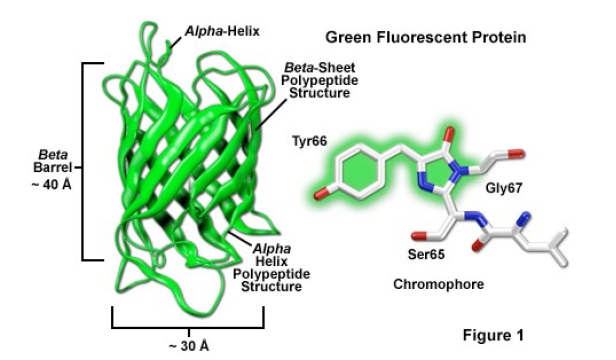 Green Fluorescent Protein
Alpha-Helix
Beta-Sheet
Polypeptide
Structure
Beta
Barrel
~ 40 Å
Alpha
Helix
Polypeptide
Structure
~ 30 Å
Tyr66
Gly67
Ser65
Chromophore
Figure 1